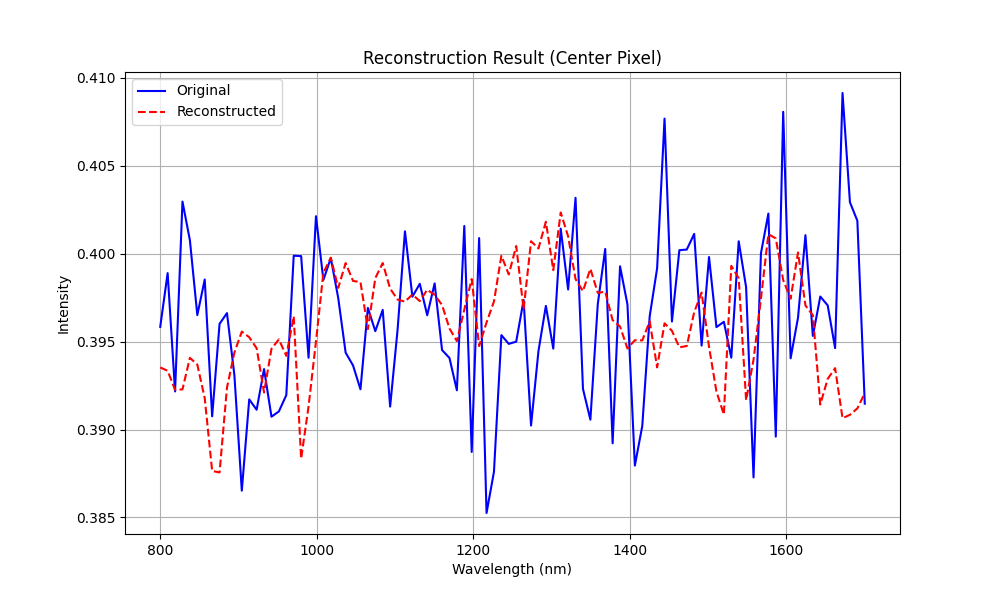 Reconstruction Result (Center Pixel)
Original
Reconstructed
0.410
0.405
0.400
0.395
0.390
0.385
Intensity
800
1000
1200
1400
1600
Wavelength (nm)